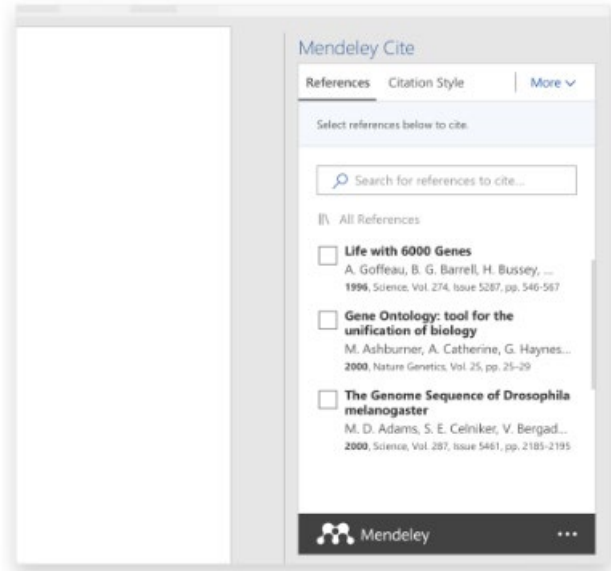 Mendeley Cite
References Citation Style More
Select references below to cite.
Search for references to cite...
All References
Life with 6000 Genes
A. Goffeau, B. G. Barrell, H. Bussey, ...
1996, Science, Vol. 274, Issue 5287, pp. 546-567
Gene Ontology: tool for the
unification of biology
M. Ashburner, A. Catherine, G. Haynes...
2000, Nature Genetics, Vol. 25, pp. 25–29
The Genome Sequence of Drosophila
melanogaster
M. D. Adams, S. E. Celniker, V. Bergad...
2000, Science, Vol. 287, Issue 5461, pp. 2185-2195
Mendeley